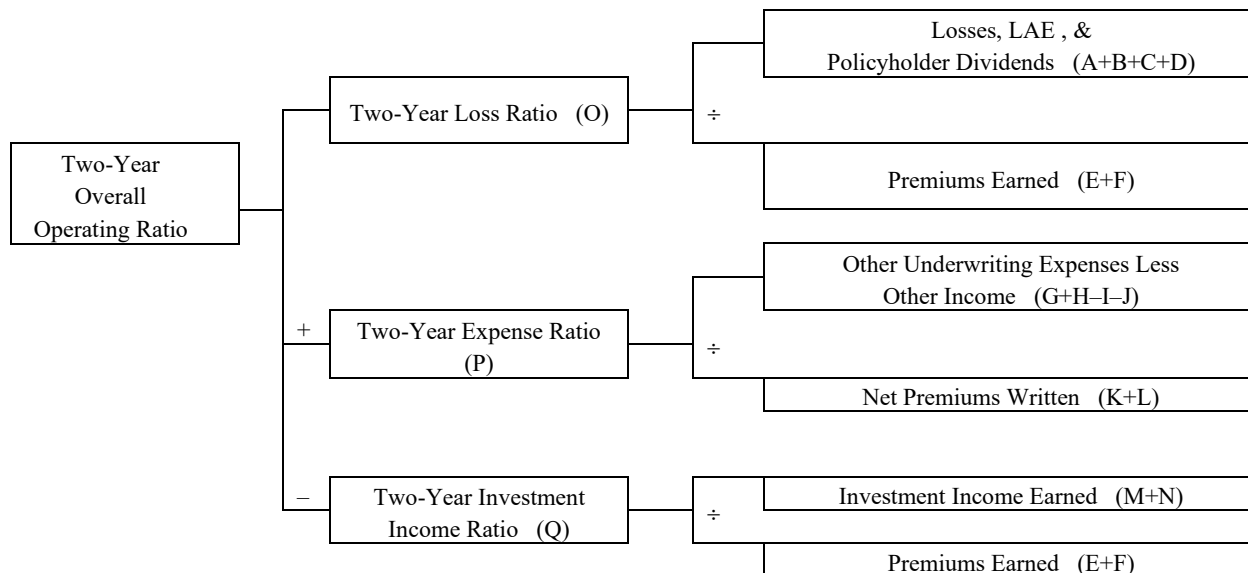 Two-Year
Overall
Operating Ratio
Two-Year Loss Ratio (O)
Losses, LAE , &
Policyholder Dividends (A+B+C+D)
÷
Premiums Earned (E+F)
+
Two-Year Expense Ratio
(P)
Other Underwriting Expenses Less
Other Income (G+H–I–J)
÷
Net Premiums Written (K+L)
–
Two-Year Investment
Income Ratio (Q)
Investment Income Earned (M+N)
÷
Premiums Earned (E+F)